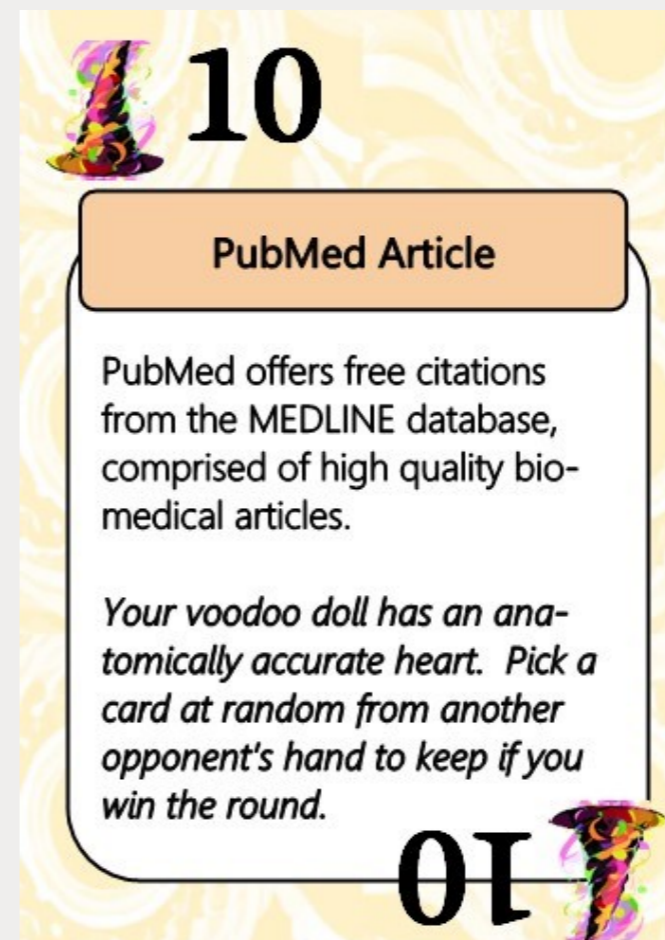 10
PubMed Article
PubMed offers free citations
from the MEDLINE database,
comprised of high quality bio-
medical articles.
Your voodoo doll has an ana-
tomically accurate heart.  Pick a
card at random from another
opponent's hand to keep if you
win the round.
10